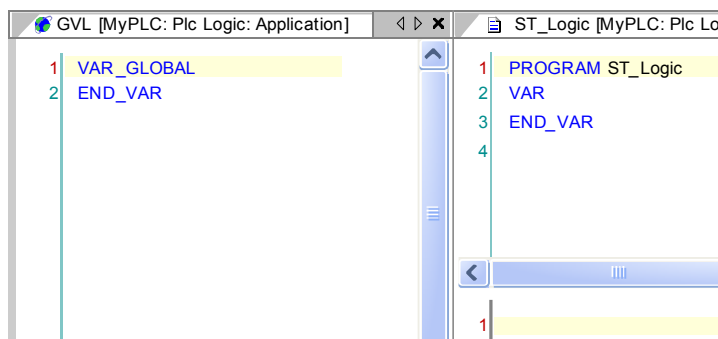 GVL [MyPLC: Plc Logic: Application]
1 VAR_GLOBAL
2 END_VAR
ST_Logic [MyPLC: Plc Lo
1 PROGRAM ST_Logic
2 VAR
3 END_VAR
4
1